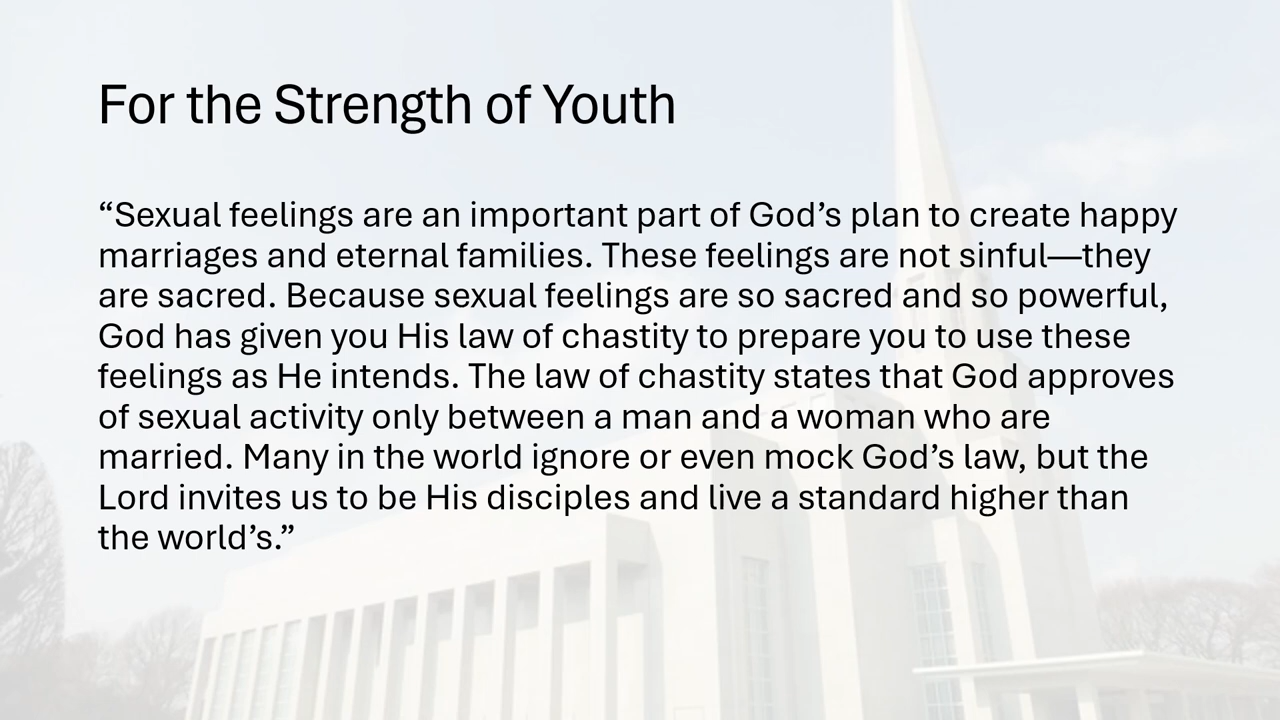 For the Strength of Youth
“Sexual feelings are an important part of God’s plan to create happy
marriages and eternal families. These feelings are not sinful—they
are sacred. Because sexual feelings are so sacred and so powerful,
God has given you His law of chastity to prepare you to use these
feelings as He intends. The law of chastity states that God approves
of sexual activity only between a man and a woman who are
married. Many in the world ignore or even mock God’s law, but the
Lord invites us to be His disciples and live a standard higher than
the world’s.”